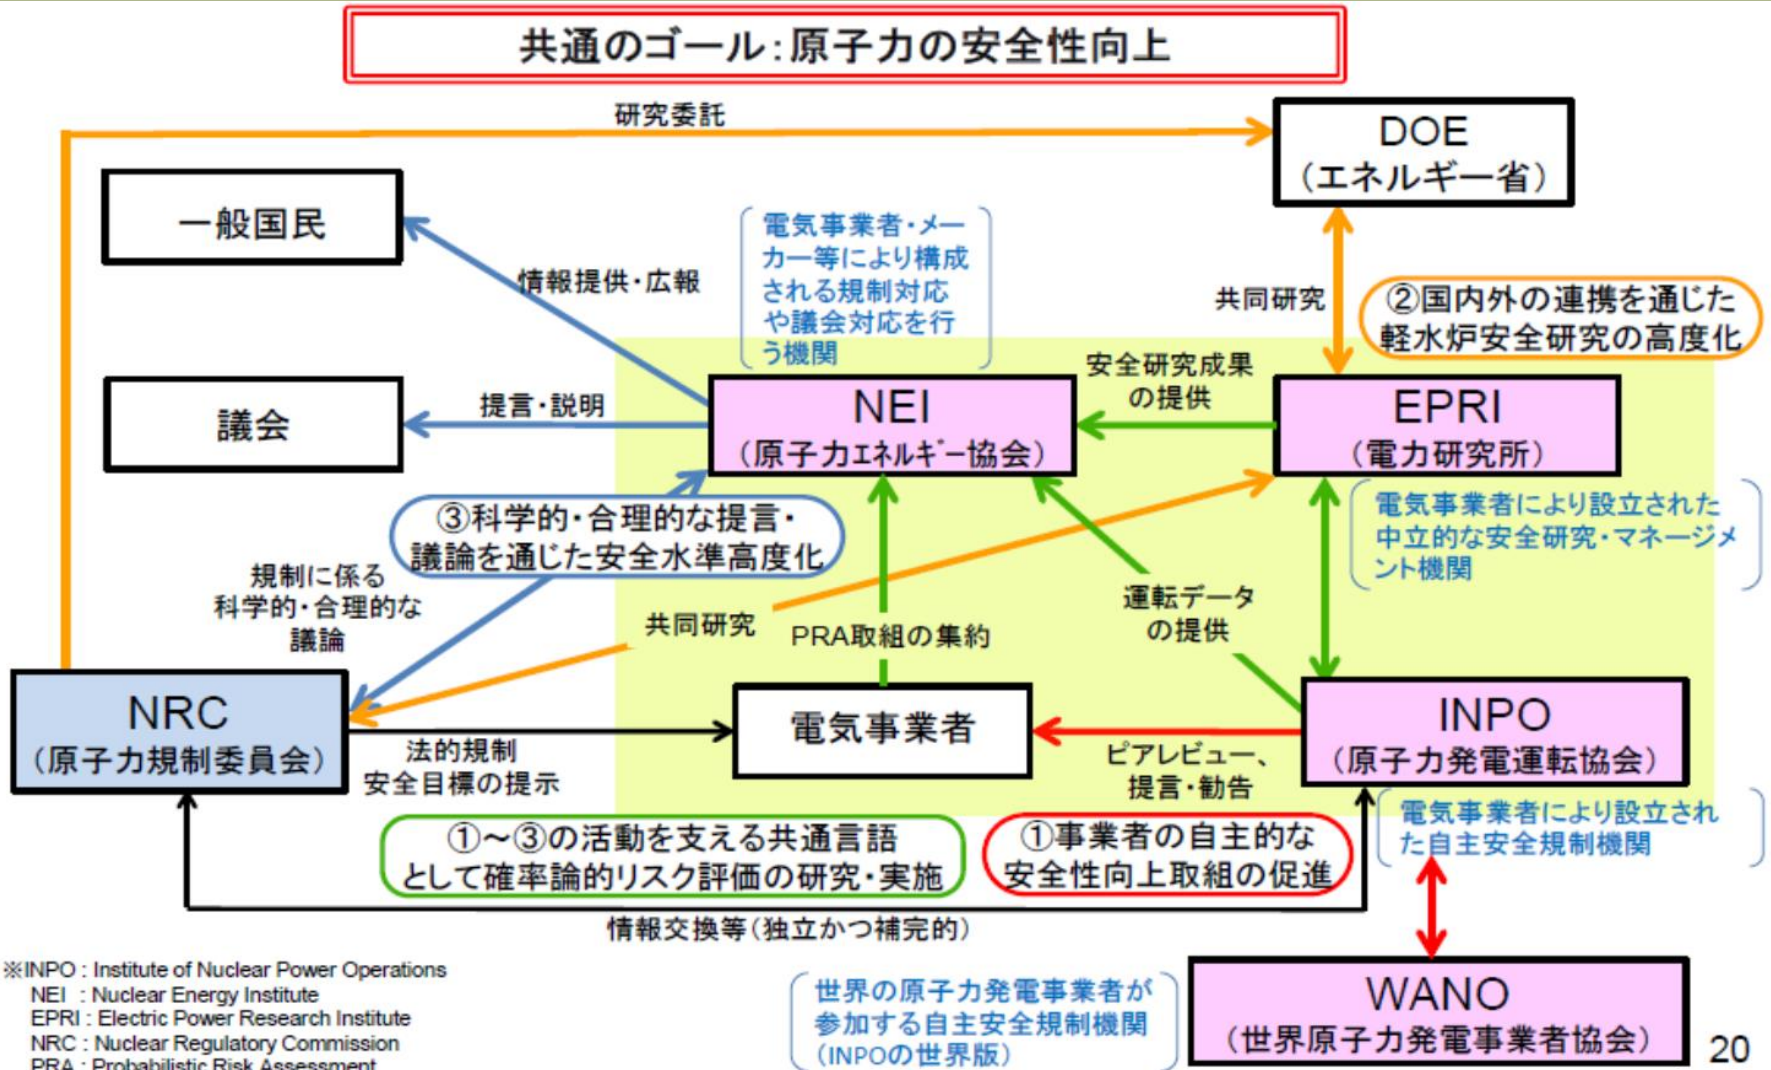 共通のゴール:原子力の安全性向上
研究委託
DOE
(エネルギー省)
一般国民
情報提供・広報
電気事業者・メー
カー等により構成
される規制対応
や議会対応を行
う機関
共同研究
②国内外の連携を通じた
軽水炉安全研究の高度化
議会
提言・説明
NEI
(原子力エネルギー協会)
安全研究成果
の提供
EPRI
(電力研究所)
電気事業者により設立された
中立的な安全研究・マネージメ
ント機関
③科学的・合理的な提言・
議論を通じた安全水準高度化
規制に係る
科学的・合理的な
議論
共同研究
PRA取組の集約
運転データ
の提供
NRC
(原子力規制委員会)
法的規制
安全目標の提示
電気事業者
ピアレビュー、
提言・勧告
INPO
(原子力発電運転協会)
電気事業者により設立され
た自主安全規制機関
①~③の活動を支える共通言語
として確率論的リスク評価の研究・実施
①事業者の自主的な
安全性向上取組の促進
情報交換等(独立かつ補完的)
※INPO : Institute of Nuclear Power Operations
NEI : Nuclear Energy Institute
EPRI : Electric Power Research Institute
NRC : Nuclear Regulatory Commission
PRA : Probabilistic Risk Assessment
世界の原子力発電事業者が
参加する自主安全規制機関
(INPOの世界版)
WANO
(世界原子力発電事業者協会)
20